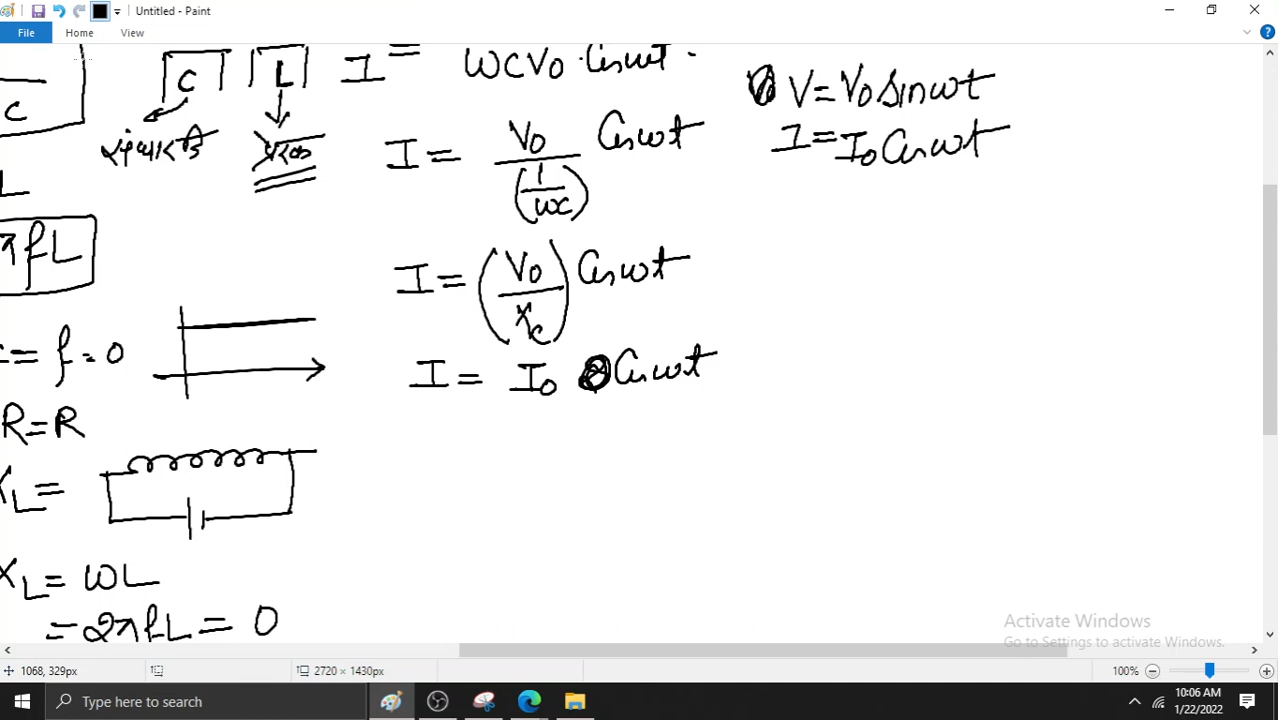 Untitled - Paint
File Home View
C L I = ωCV₀ · Cosωt ·
C
I = V₀/(1/ωC) Cosωt
V = V₀ Sinωt
I = I₀ Cosωt
L
πfL
I = (V₀/X_C) Cosωt
= f = 0
I = I₀ Cosωt
R = R
X_L =
X_L = ωL
= 2πfL = 0
Activate Windows
Go to Settings to activate Windows.
1068, 329px 2720 × 1430px 100%
Type here to search
10:06 AM
1/22/2022